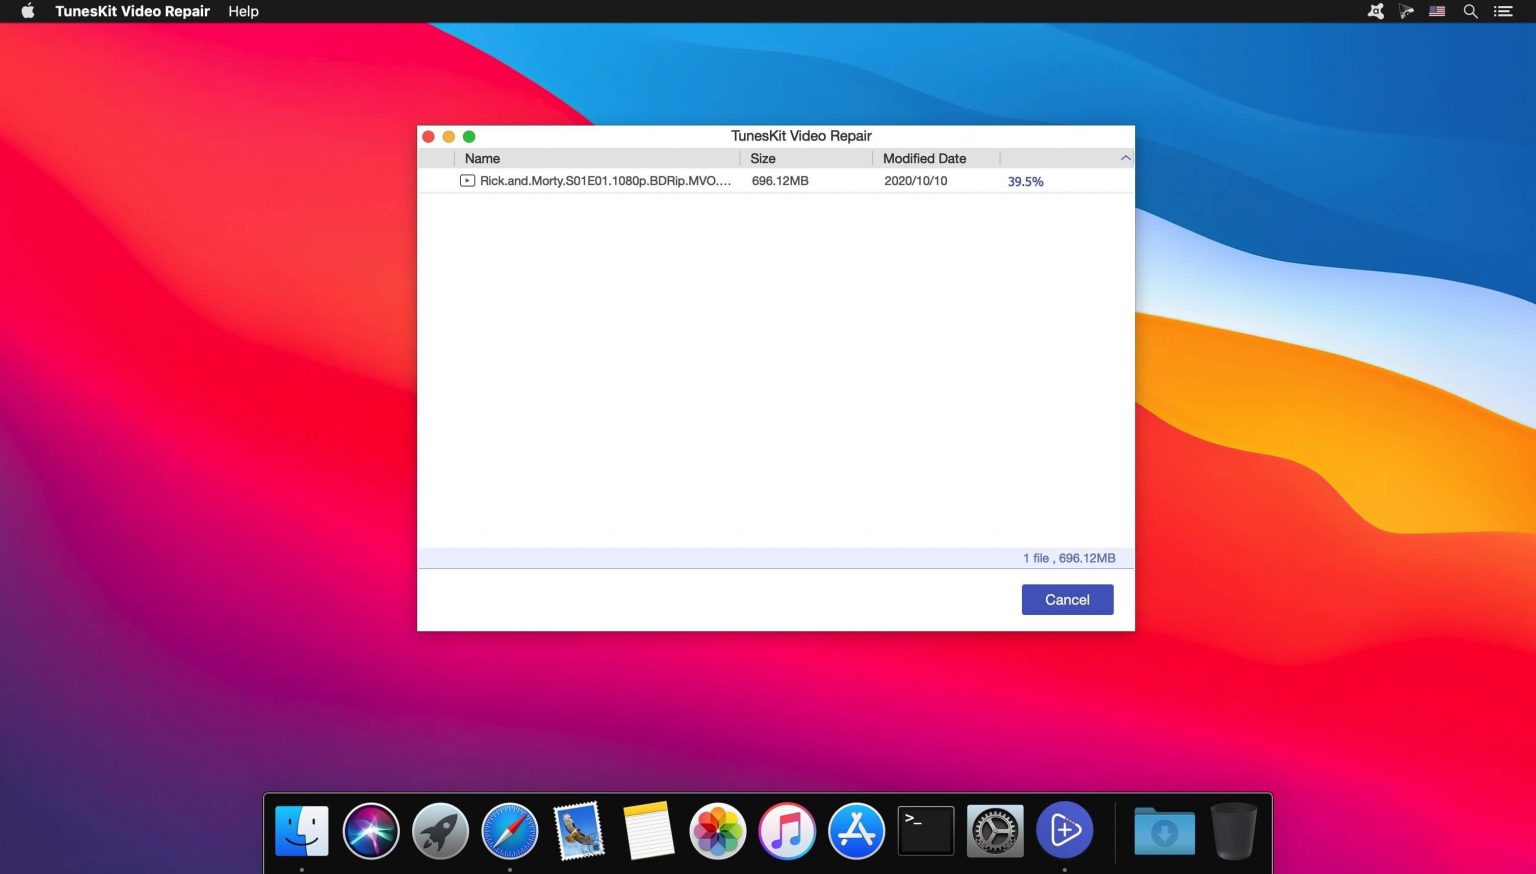 TunesKit Video Repair Help
TunesKit Video Repair
Name Size Modified Date
Rick.and.Morty.S01E01.1080p.BDRip.MVO.... 696.12MB 2020/10/10 39.5%
1 file , 696.12MB
Cancel
>_